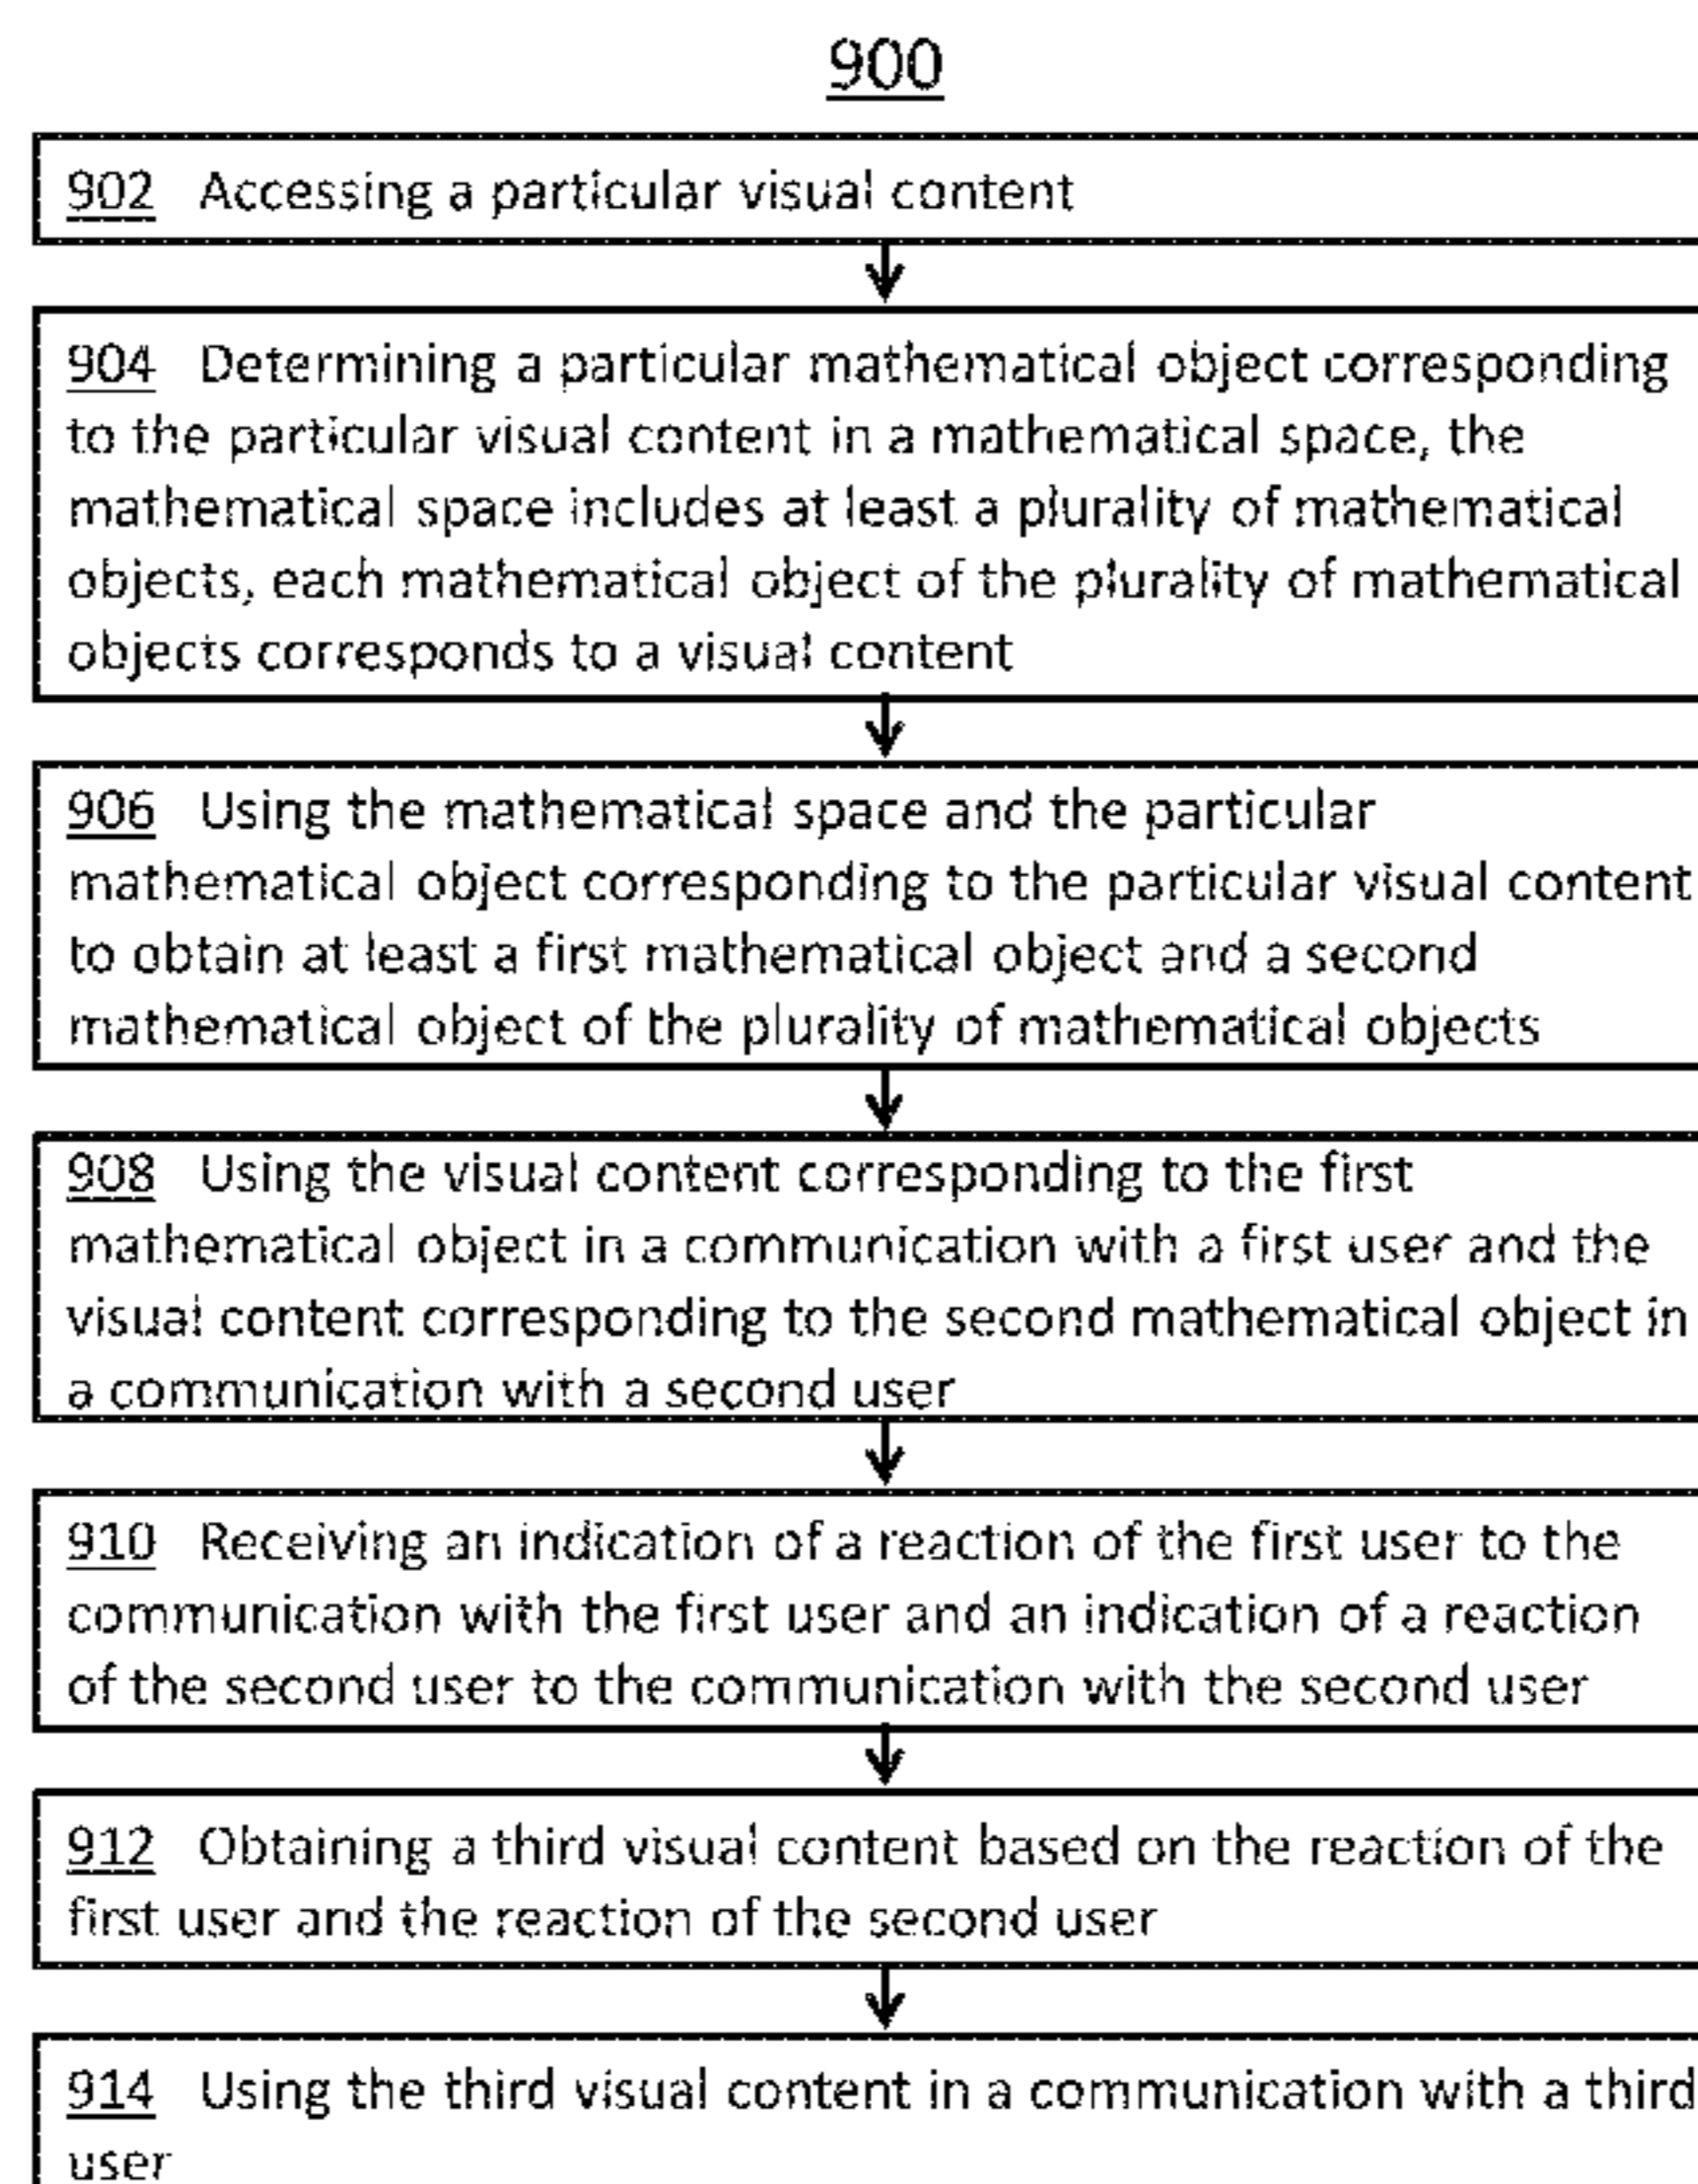 900
902 Accessing a particular visual content
904 Determining a particular mathematical object corresponding
to the particular visual content in a mathematical space, the
mathematical space includes at least a plurality of mathematical
objects, each mathematical object of the plurality of mathematical
objects corresponds to a visual content
906 Using the mathematical space and the particular
mathematical object corresponding to the particular visual content
to obtain at least a first mathematical object and a second
mathematical object of the plurality of mathematical objects
908 Using the visual content corresponding to the first
mathematical object in a communication with a first user and the
visual content corresponding to the second mathematical object in
a communication with a second user
910 Receiving an indication of a reaction of the first user to the
communication with the first user and an indication of a reaction
of the second user to the communication with the second user
912 Obtaining a third visual content based on the reaction of the
first user and the reaction of the second user
914 Using the third visual content in a communication with a third
user